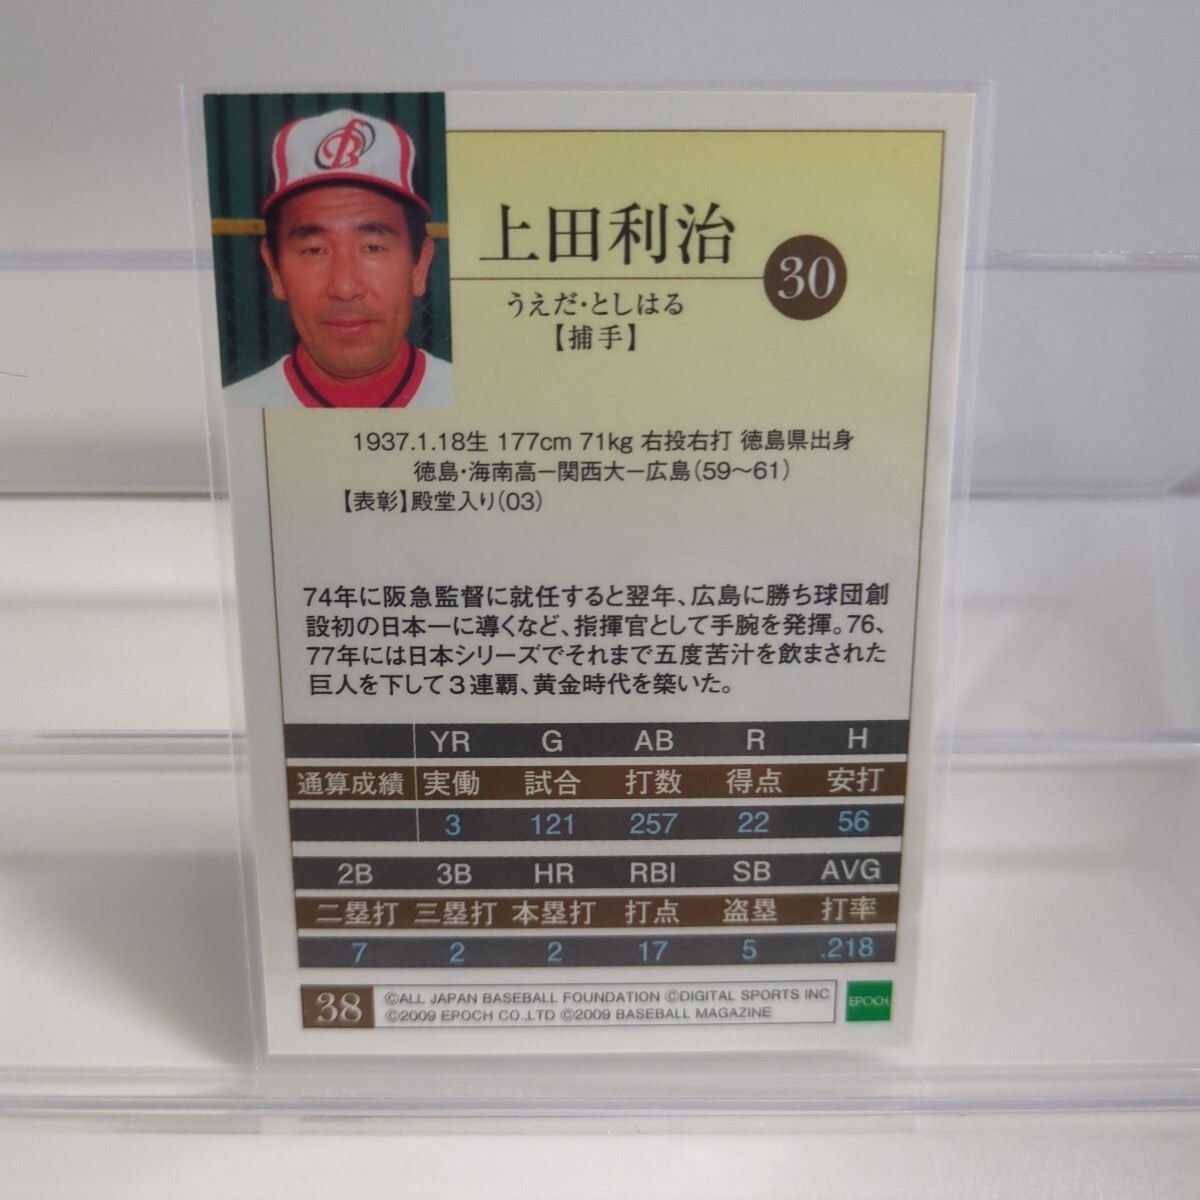 B
上田利治
30
うえだ・としはる
【捕手】
1937.1.18生 177cm 71kg 右投右打 徳島県出身
徳島・海南高ー関西大ー広島(59〜61)
【表彰】殿堂入り(03)
74年に阪急監督に就任すると翌年、広島に勝ち球団創
設初の日本一に導くなど、指揮官として手腕を発揮。76、
77年には日本シリーズでそれまで五度苦汁を飲まされた
巨人を下して3連覇、黄金時代を築いた。
YR G AB R H
通算成績 実働 試合 打数 得点 安打
3 121 257 22 56
2B 3B HR RBI SB AVG
二塁打 三塁打 本塁打 打点 盗塁 打率
7 2 2 17 5 .218
38
©ALL JAPAN BASEBALL FOUNDATION ©DIGITAL SPORTS INC
©2009 EPOCH CO.,LTD ©2009 BASEBALL MAGAZINE
EPOCH